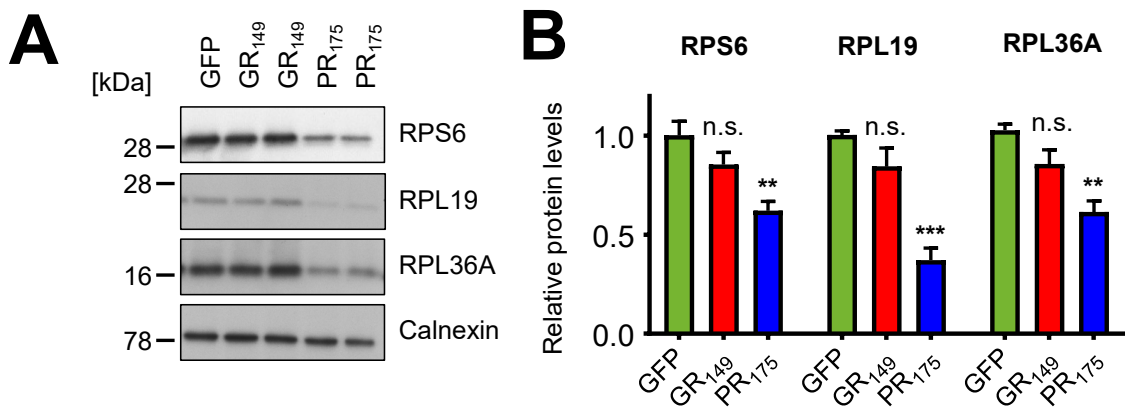 A
[kDa]
GFP
GR149
GR149
PR175
PR175
28
RPS6
28
RPL19
16
RPL36A
78
Calnexin
B
RPS6 RPL19 RPL36A
Relative protein levels
1.0
0.5
0.0
n.s. n.s. n.s.
** *** **
GFP GR149 PR175 GFP GR149 PR175 GFP GR149 PR175